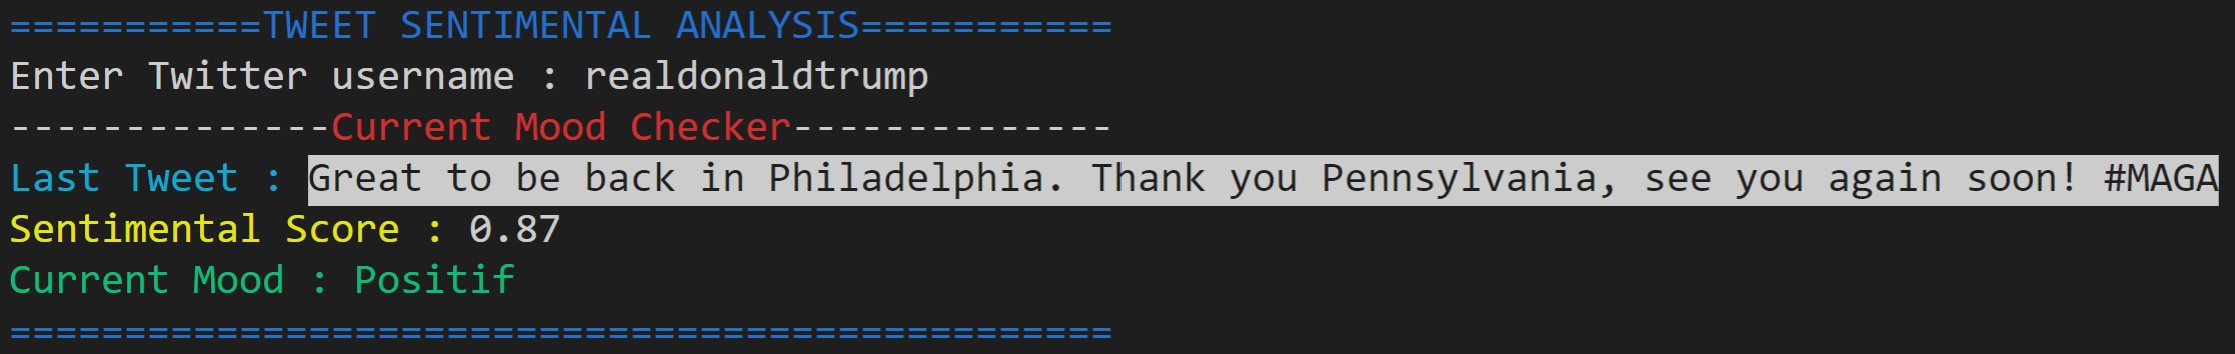 ===========TWEET SENTIMENTAL ANALYSIS===========
Enter Twitter username : realdonaldtrump
--------------Current Mood Checker--------------
Last Tweet : Great to be back in Philadelphia. Thank you Pennsylvania, see you again soon! #MAGA
Sentimental Score : 0.87
Current Mood : Positif
================================================